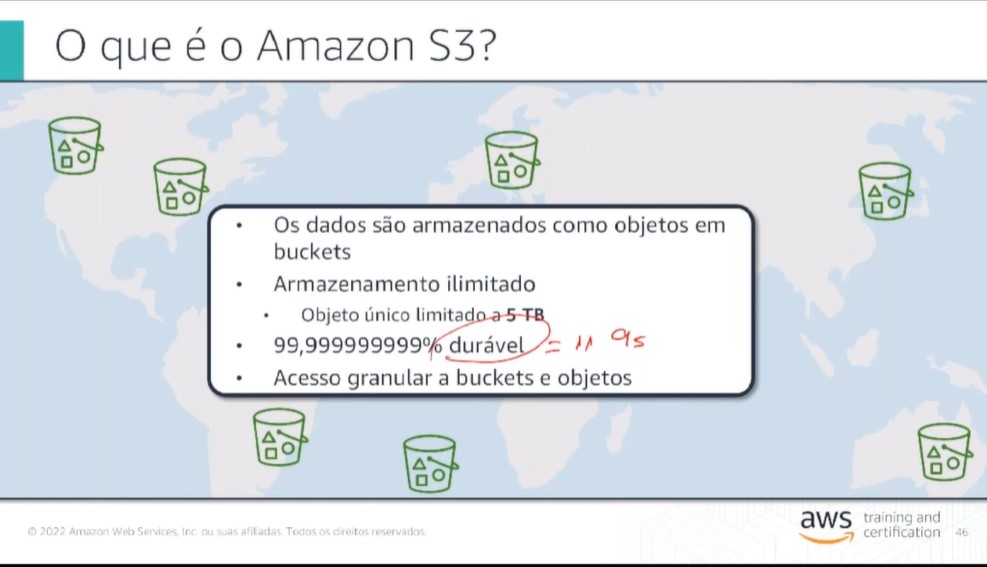 O que é o Amazon S3?
• Os dados são armazenados como objetos em
buckets
• Armazenamento ilimitado
• Objeto único limitado a 5 TB
• 99,999999999% durável = 11 9s
• Acesso granular a buckets e objetos
© 2022 Amazon Web Services, Inc. ou suas afiliadas. Todos os direitos reservados.
aws training and
certification 46